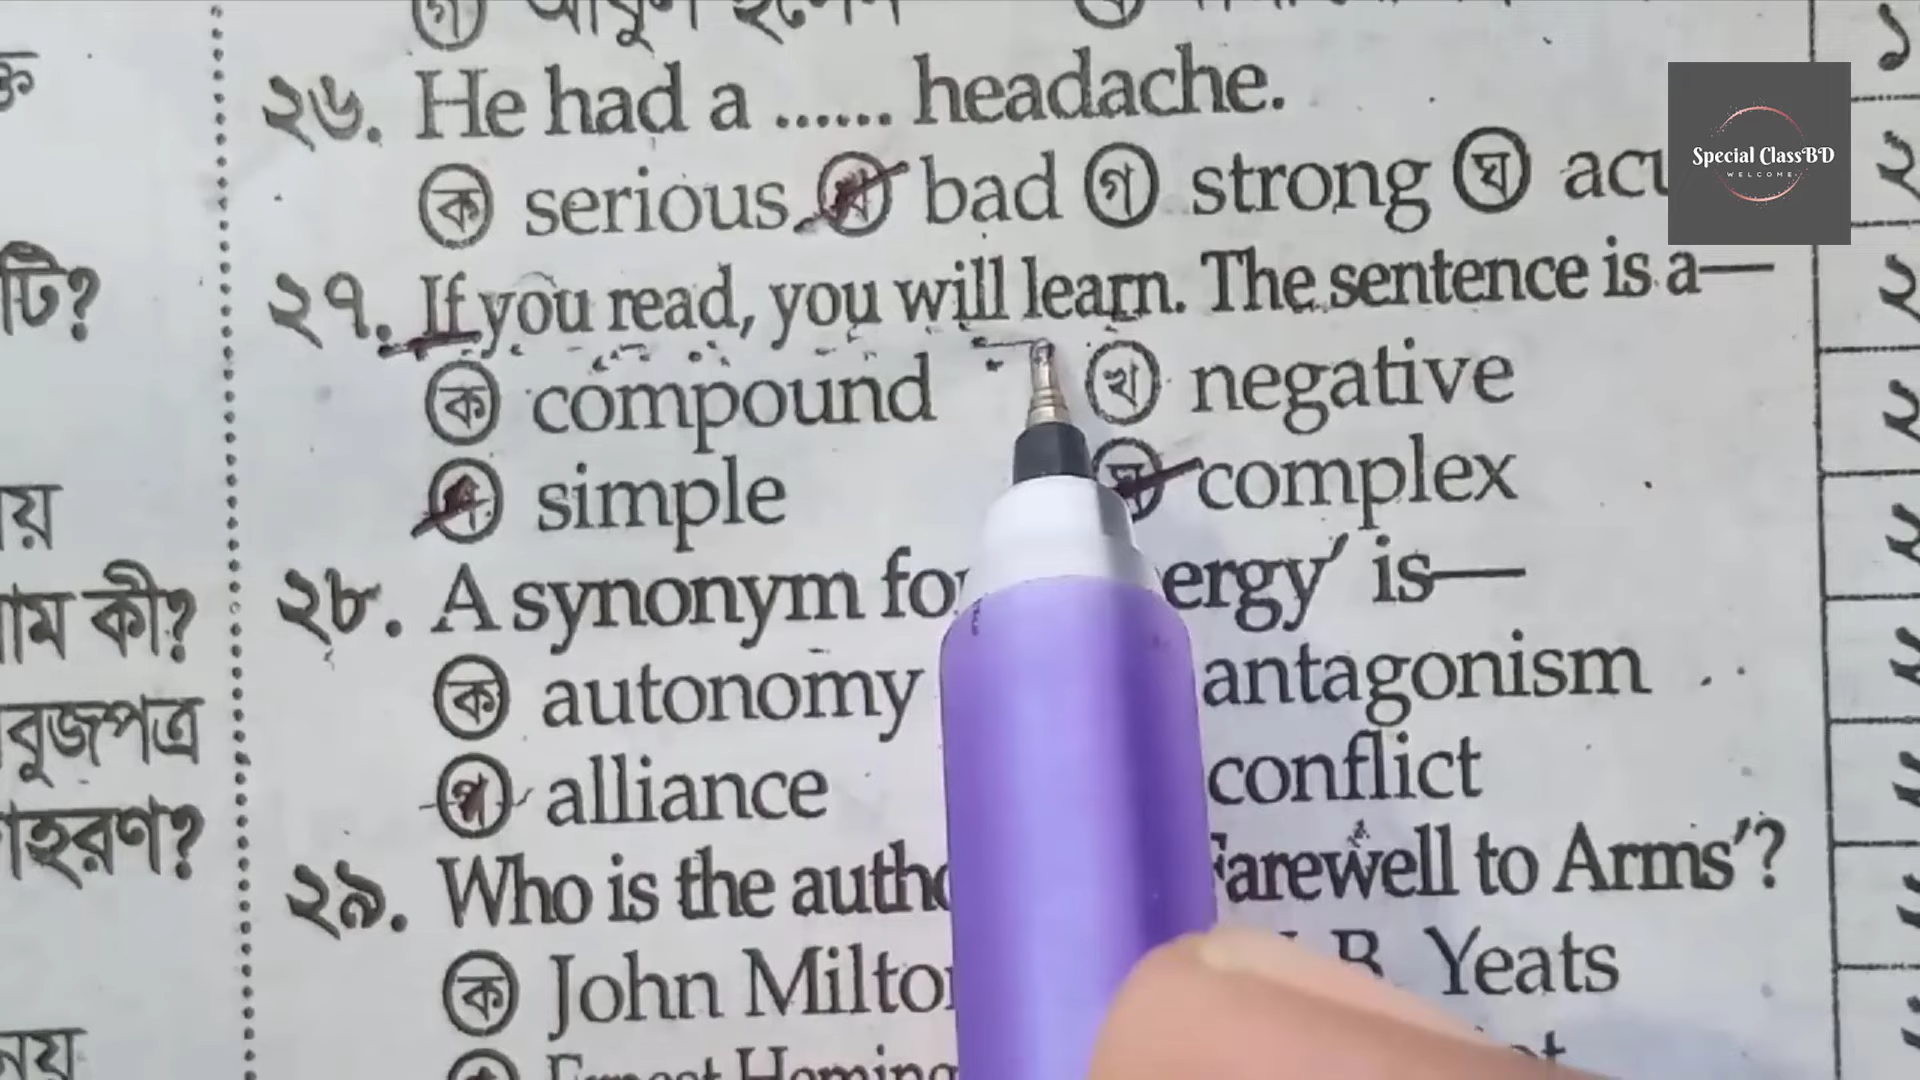 ২৬. He had a ...... headache.
ক serious খ bad গ strong ঘ
Special ClassBD
WELCOME
২৭. If you read, you will learn. The sentence is a—
টি?
ক compound খ negative
গ simple ঘ complex
২৮. A synonym for ergy' is—
কী?
ক autonomy antagonism
বুজপত্র
গ alliance conflict
২৯. Who is the Farewell to Arms'?
ক John B. Yeats